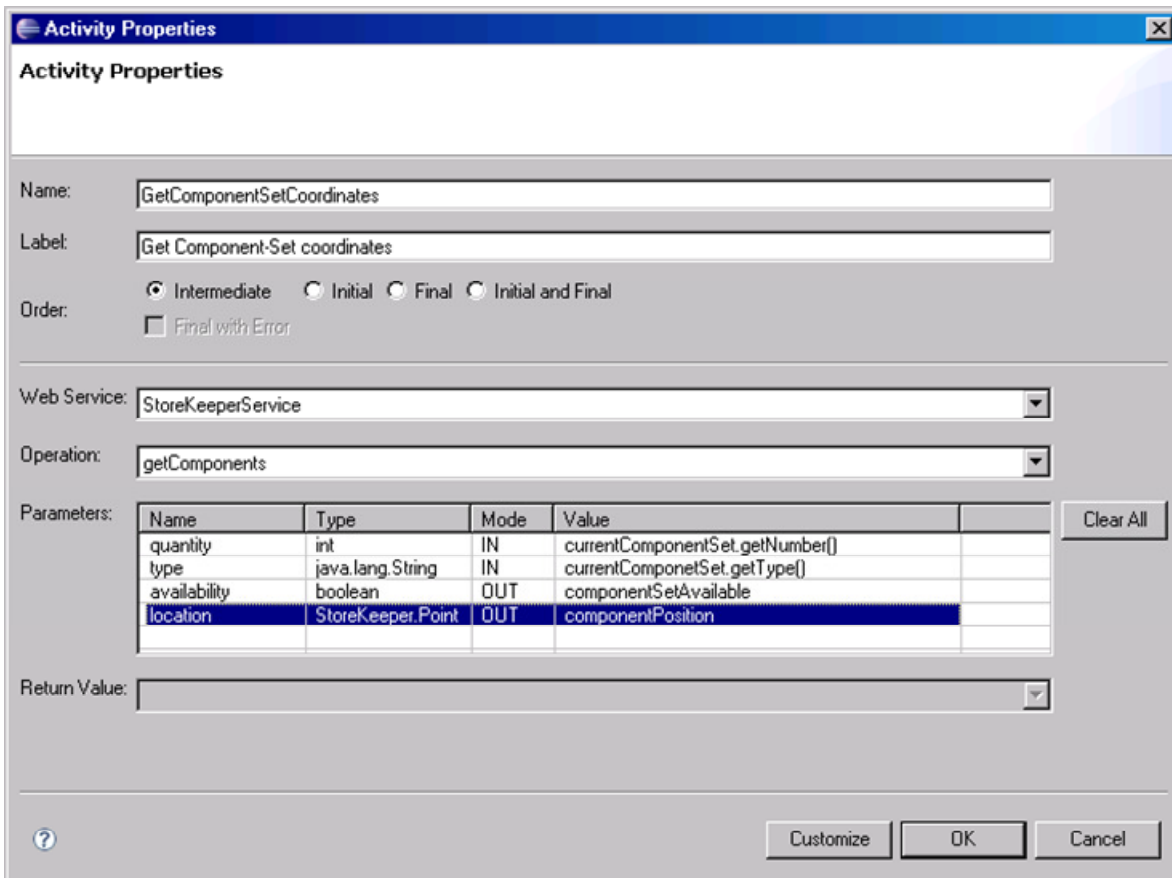 Activity Properties
Activity Properties
Name: GetComponentSetCoordinates
Label: Get Component-Set coordinates
Order: Intermediate Initial Final Initial and Final
Final with Error
Web Service: StoreKeeperService
Operation: getComponents
Parameters: Name Type Mode Value Clear All
quantity int IN currentComponentSet.getNumber()
type java.lang.String IN currentComponetSet.getType()
availability boolean OUT componentSetAvailable
location StoreKeeper.Point OUT componentPosition
Return Value:
? Customize OK Cancel